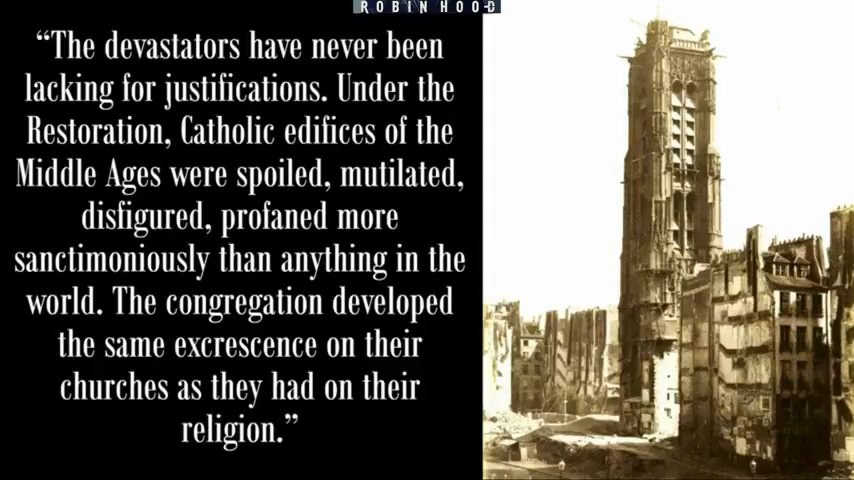 ROBIN HOOD
“The devastators have never been
lacking for justifications. Under the
Restoration, Catholic edifices of the
Middle Ages were spoiled, mutilated,
disfigured, profaned more
sanctimoniously than anything in the
world. The congregation developed
the same excrescence on their
churches as they had on their
religion.”